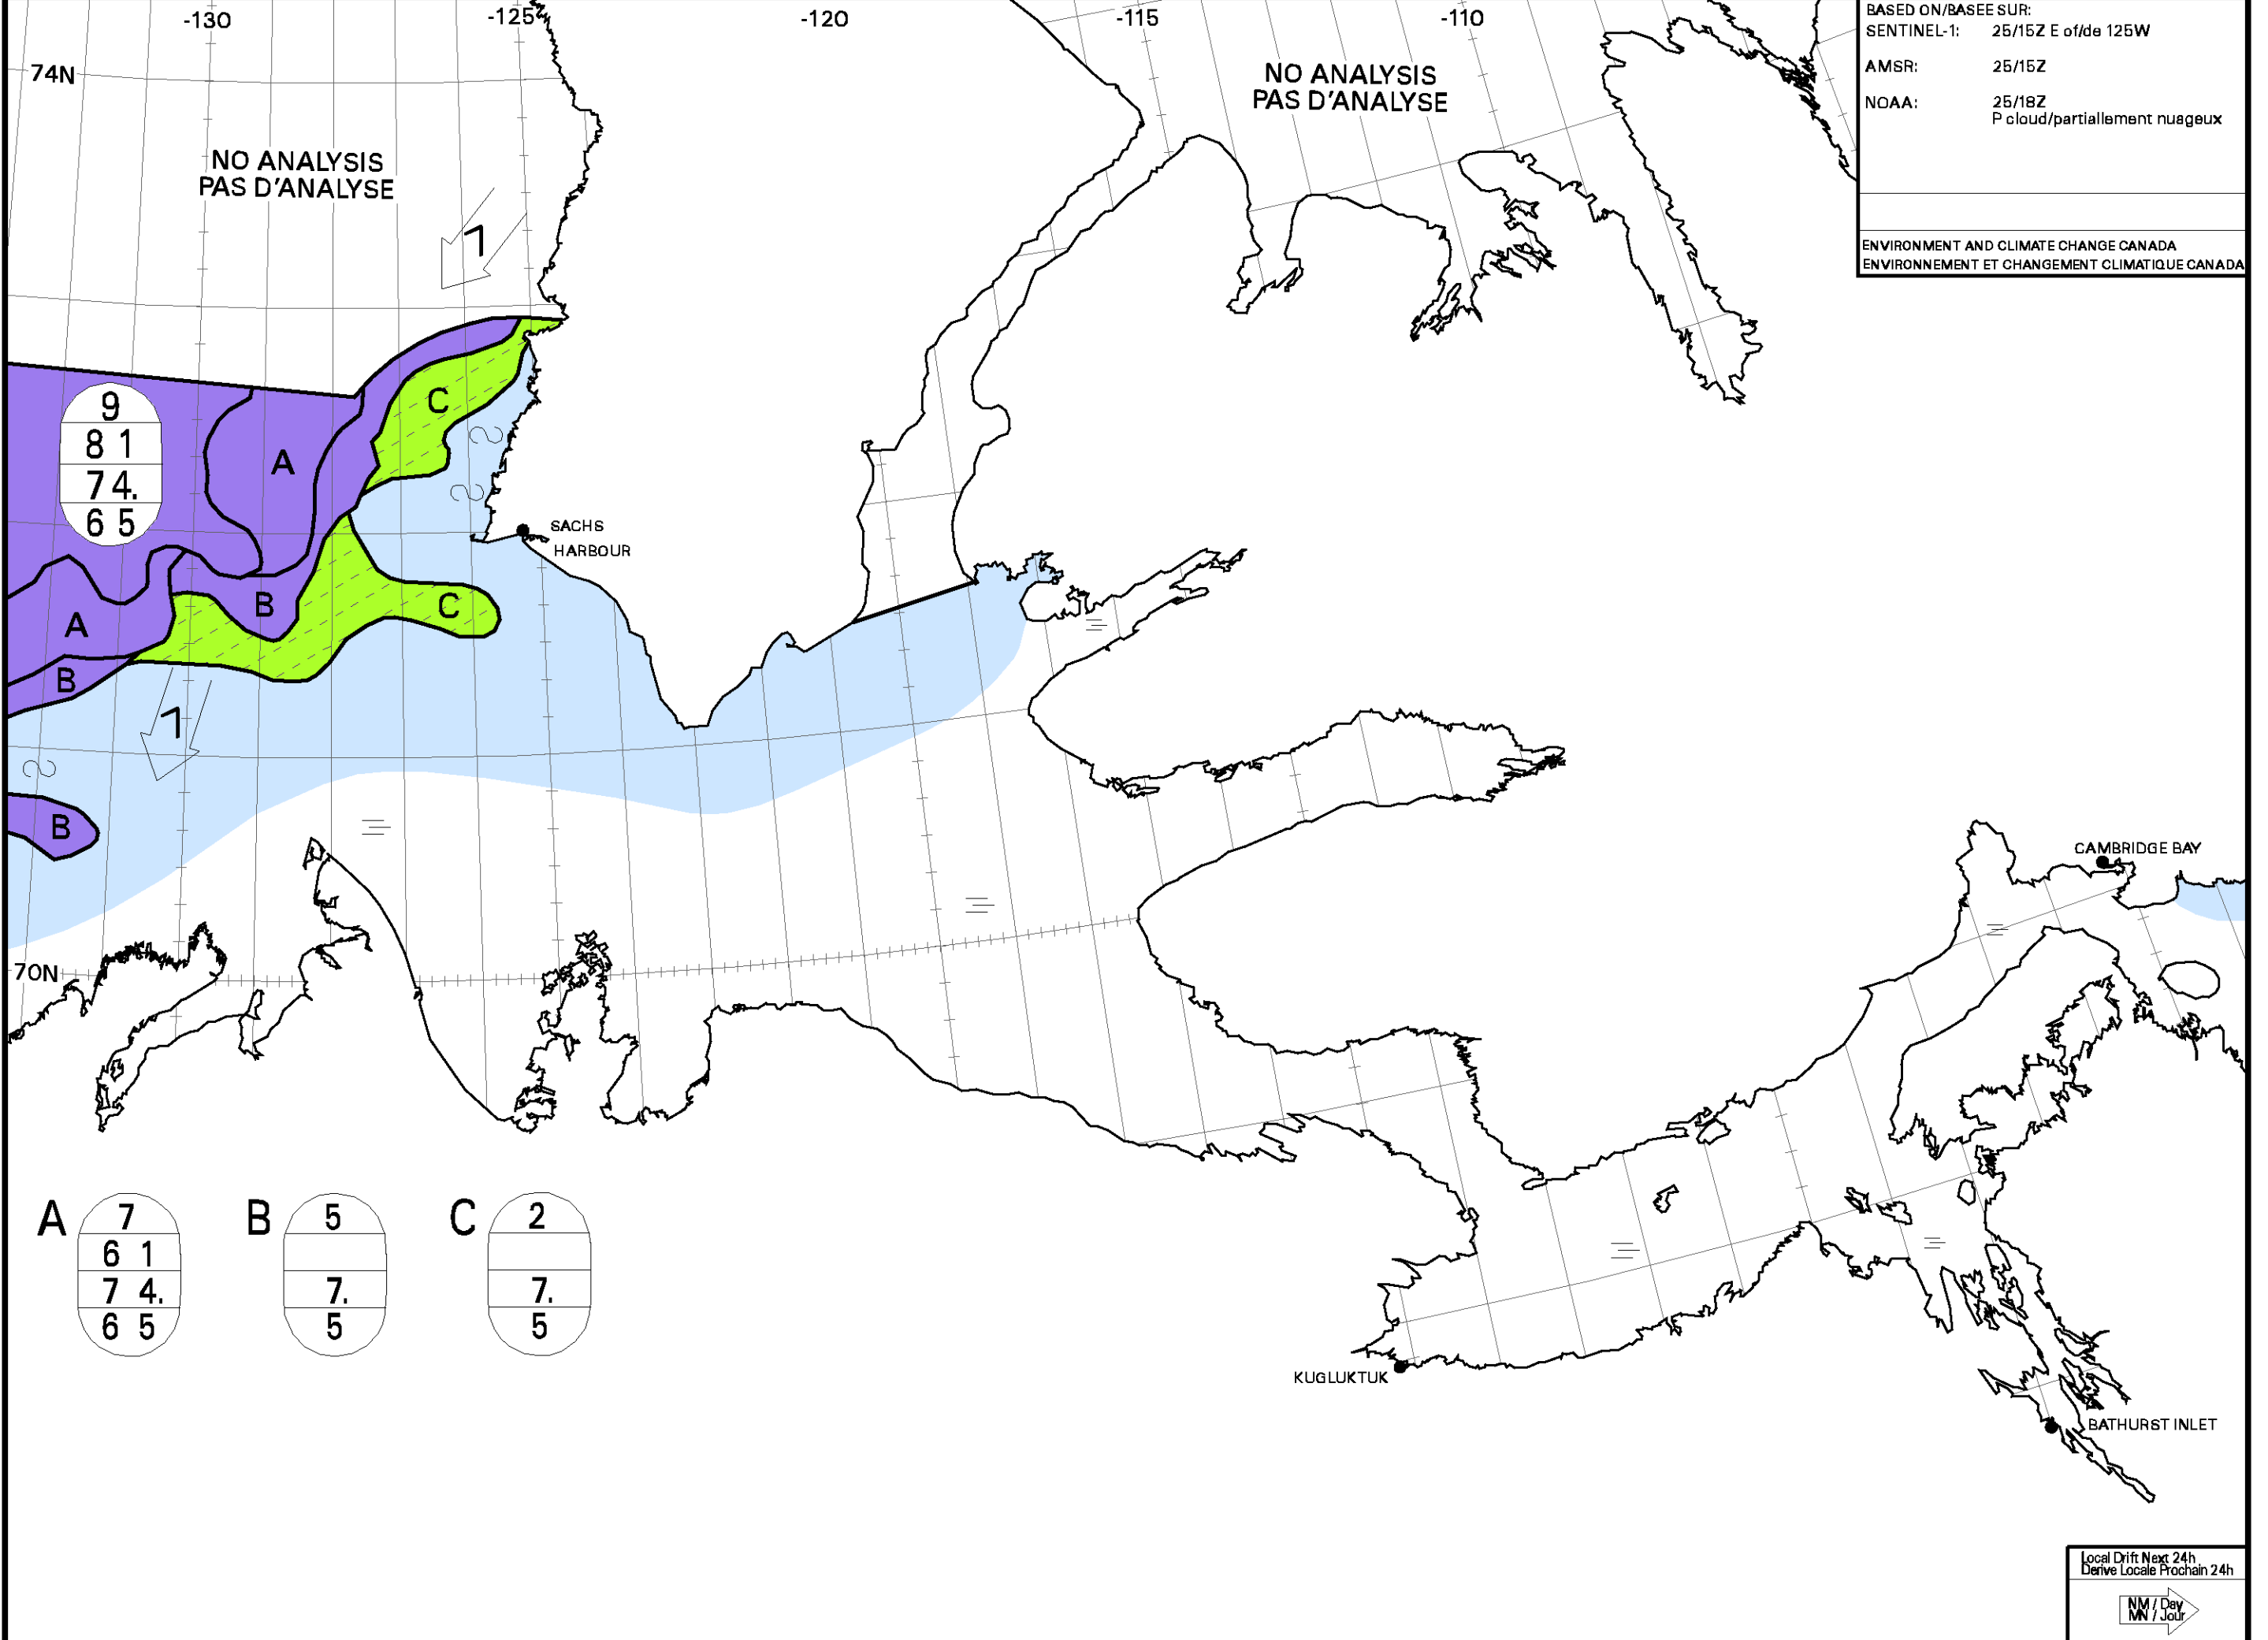 -130
-125
-120
-115
-110
74N
NO ANALYSIS
PAS D'ANALYSE
NO ANALYSIS
PAS D'ANALYSE
BASED ON/BASEE SUR:
SENTINEL-1: 25/15Z E of/de 125W
AMSR: 25/15Z
NOAA: 25/18Z
P cloud/partiallement nuageux
ENVIRONMENT AND CLIMATE CHANGE CANADA
ENVIRONNEMENT ET CHANGEMENT CLIMATIQUE CANADA
7
9
8 1
7 4.
6 5
A
C
SACHS
HARBOUR
A
B
C
B
7
B
CAMBRIDGE BAY
70N
A
7
6 1
7 4.
6 5
B
5
7.
5
C
2
7.
5
KUGLUKTUK
BATHURST INLET
Local Drift Next 24h
Derive Locale Prochain 24h
NM / Day
MN / Jour